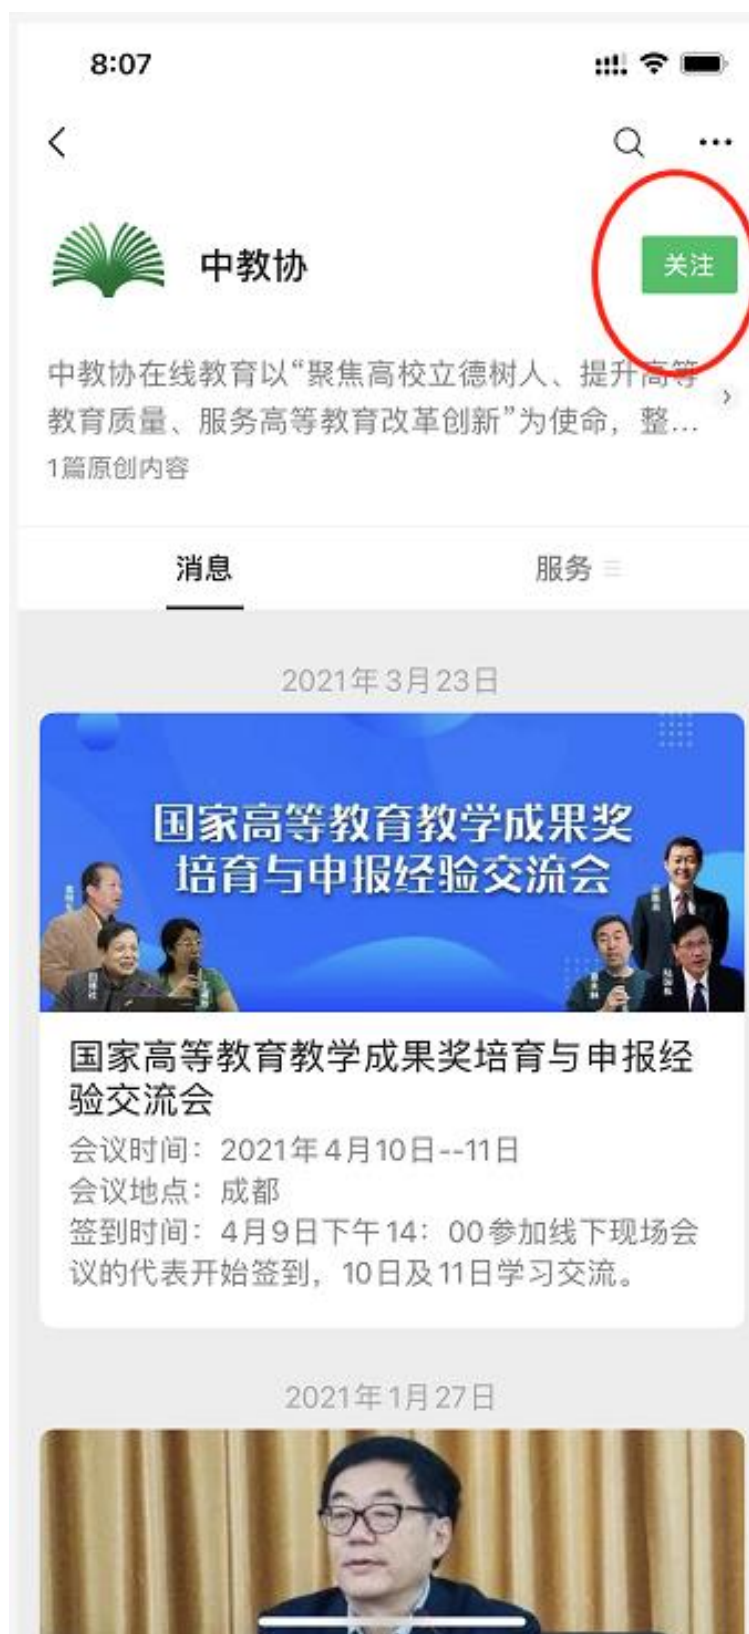 8:07
中教协
关注
中教协在线教育以“聚焦高校立德树人、提升高等
教育质量、服务高等教育改革创新”为使命，整...
1篇原创内容
消息
服务
2021年3月23日
国家高等教育教学成果奖
培育与申报经验交流会
国家高等教育教学成果奖培育与申报经
验交流会
会议时间：2021年4月10日--11日
会议地点：成都
签到时间：4月9日下午14：00参加线下现场会
议的代表开始签到，10日及11日学习交流。
2021年1月27日